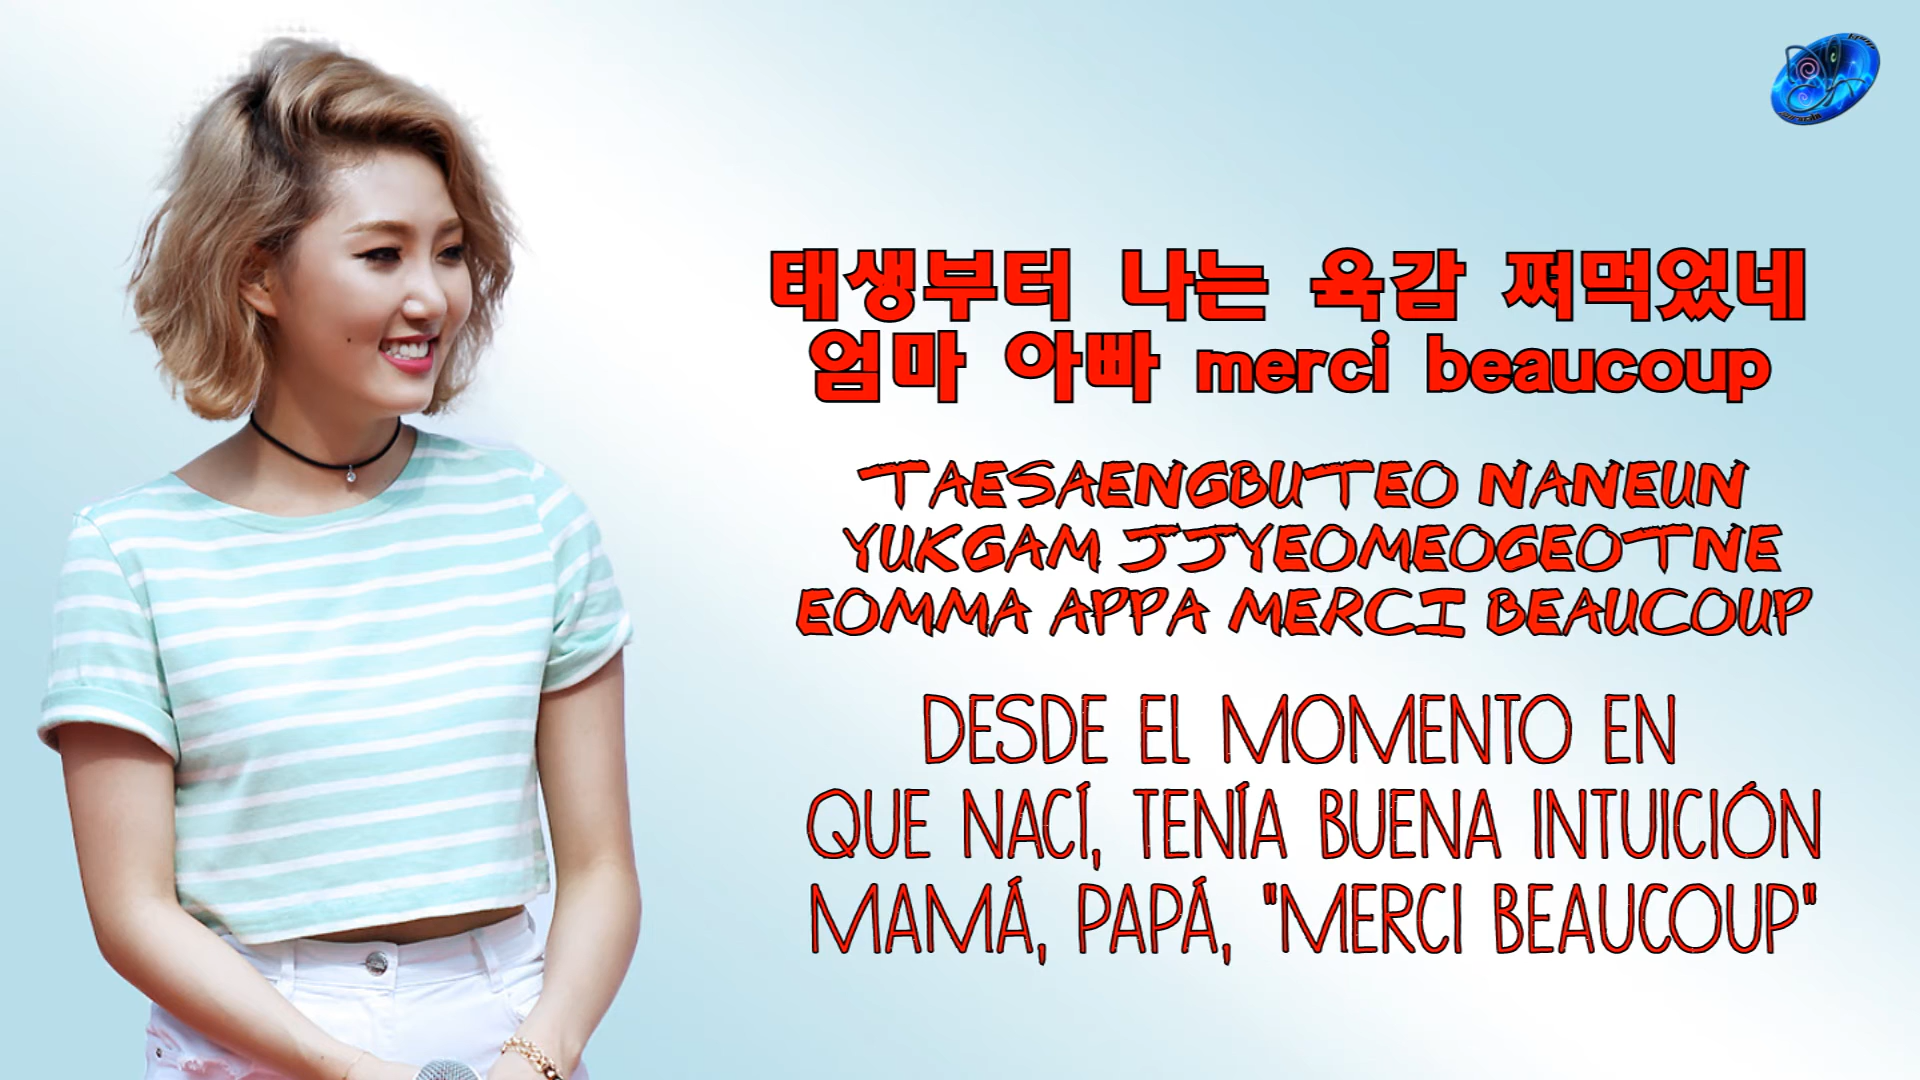 태생부터 나는 육감 쩌먹었네
엄마 아빠 merci beaucoup
TAESAENGBUTEO NANEUN
YUKGAM JJYEOMEOGEOTNE
EOMMA APPA MERCI BEAUCOUP
DESDE EL MOMENTO EN
QUE NACÍ, TENÍA BUENA INTUICIÓN
MAMÁ, PAPÁ, "MERCI BEAUCOUP"